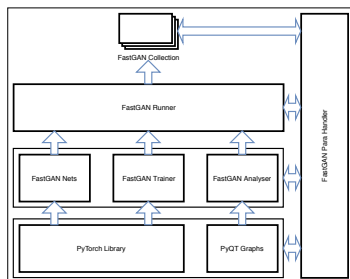 FastGAN Collection
FastGAN Runner
FastGAN Para Handler
FastGAN Nets
FastGAN Trainer
FastGAN Analyser
PyTorch Library
PyQT Graphs